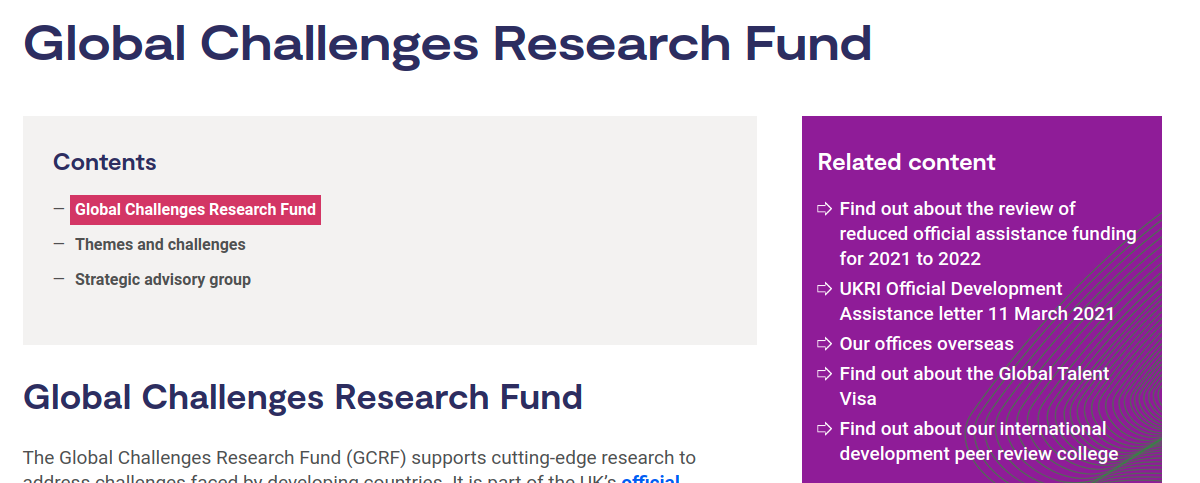 Global Challenges Research Fund
Contents
– Global Challenges Research Fund
– Themes and challenges
– Strategic advisory group
Global Challenges Research Fund
The Global Challenges Research Fund (GCRF) supports cutting-edge research to
address challenges faced by developing countries. It is part of the UK’s official
Related content
Find out about the review of
reduced official assistance funding
for 2021 to 2022
UKRI Official Development
Assistance letter 11 March 2021
Our offices overseas
Find out about the Global Talent
Visa
Find out about our international
development peer review college